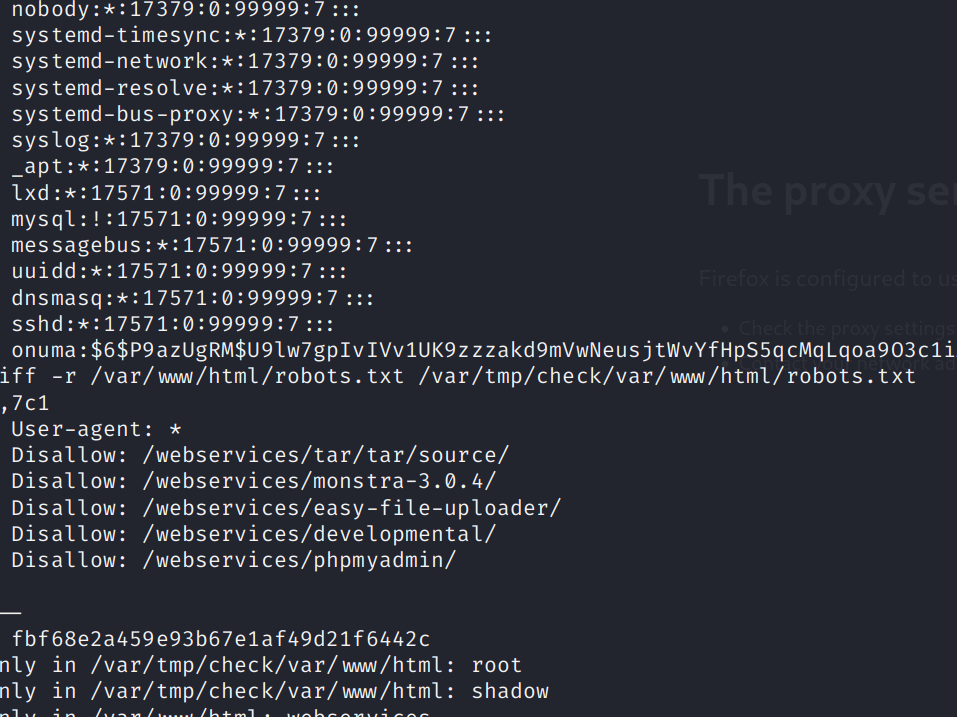 nobody:*:17379:0:99999:7:::
systemd-timesync:*:17379:0:99999:7:::
systemd-network:*:17379:0:99999:7:::
systemd-resolve:*:17379:0:99999:7:::
systemd-bus-proxy:*:17379:0:99999:7:::
syslog:*:17379:0:99999:7:::
_apt:*:17379:0:99999:7:::
lxd:*:17571:0:99999:7:::
mysql:!:17571:0:99999:7:::
messagebus:*:17571:0:99999:7:::
uuidd:*:17571:0:99999:7:::
dnsmasq:*:17571:0:99999:7:::
sshd:*:17571:0:99999:7:::
onuma:$6$P9azUgRM$U9lw7gpIvIVv1UK9zzzakd9mVwNeusjtWvYfHpS5qcMqLqoa9O3c1i
iff -r /var/www/html/robots.txt /var/tmp/check/var/www/html/robots.txt
,7c1
User-agent: *
Disallow: /webservices/tar/tar/source/
Disallow: /webservices/monstra-3.0.4/
Disallow: /webservices/easy-file-uploader/
Disallow: /webservices/developmental/
Disallow: /webservices/phpmyadmin/
—
fbf68e2a459e93b67e1af49d21f6442c
nly in /var/tmp/check/var/www/html: root
nly in /var/tmp/check/var/www/html: shadow
nly in /var/www/html: webservices
The proxy se
Firefox is configured to us
• Check the proxy settings